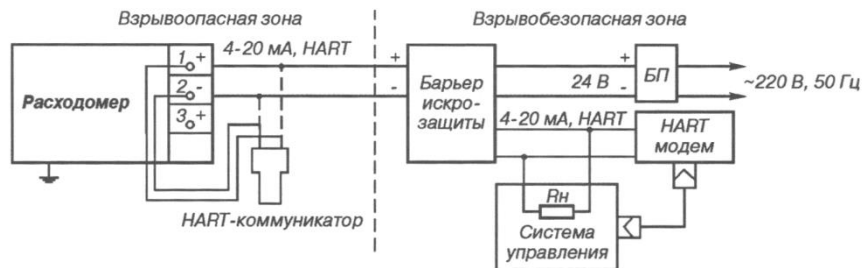 Взрывоопасная зона
Взрывобезопасная зона
4-20 мА, HART
1 +
2 -
3 +
Расходомер
HART-коммуникатор
+
-
Барьер
искро-
защиты
+
24 В
-
БП
~220 В, 50 Гц
4-20 мА, HART
HART
модем
Rн
Система
управления